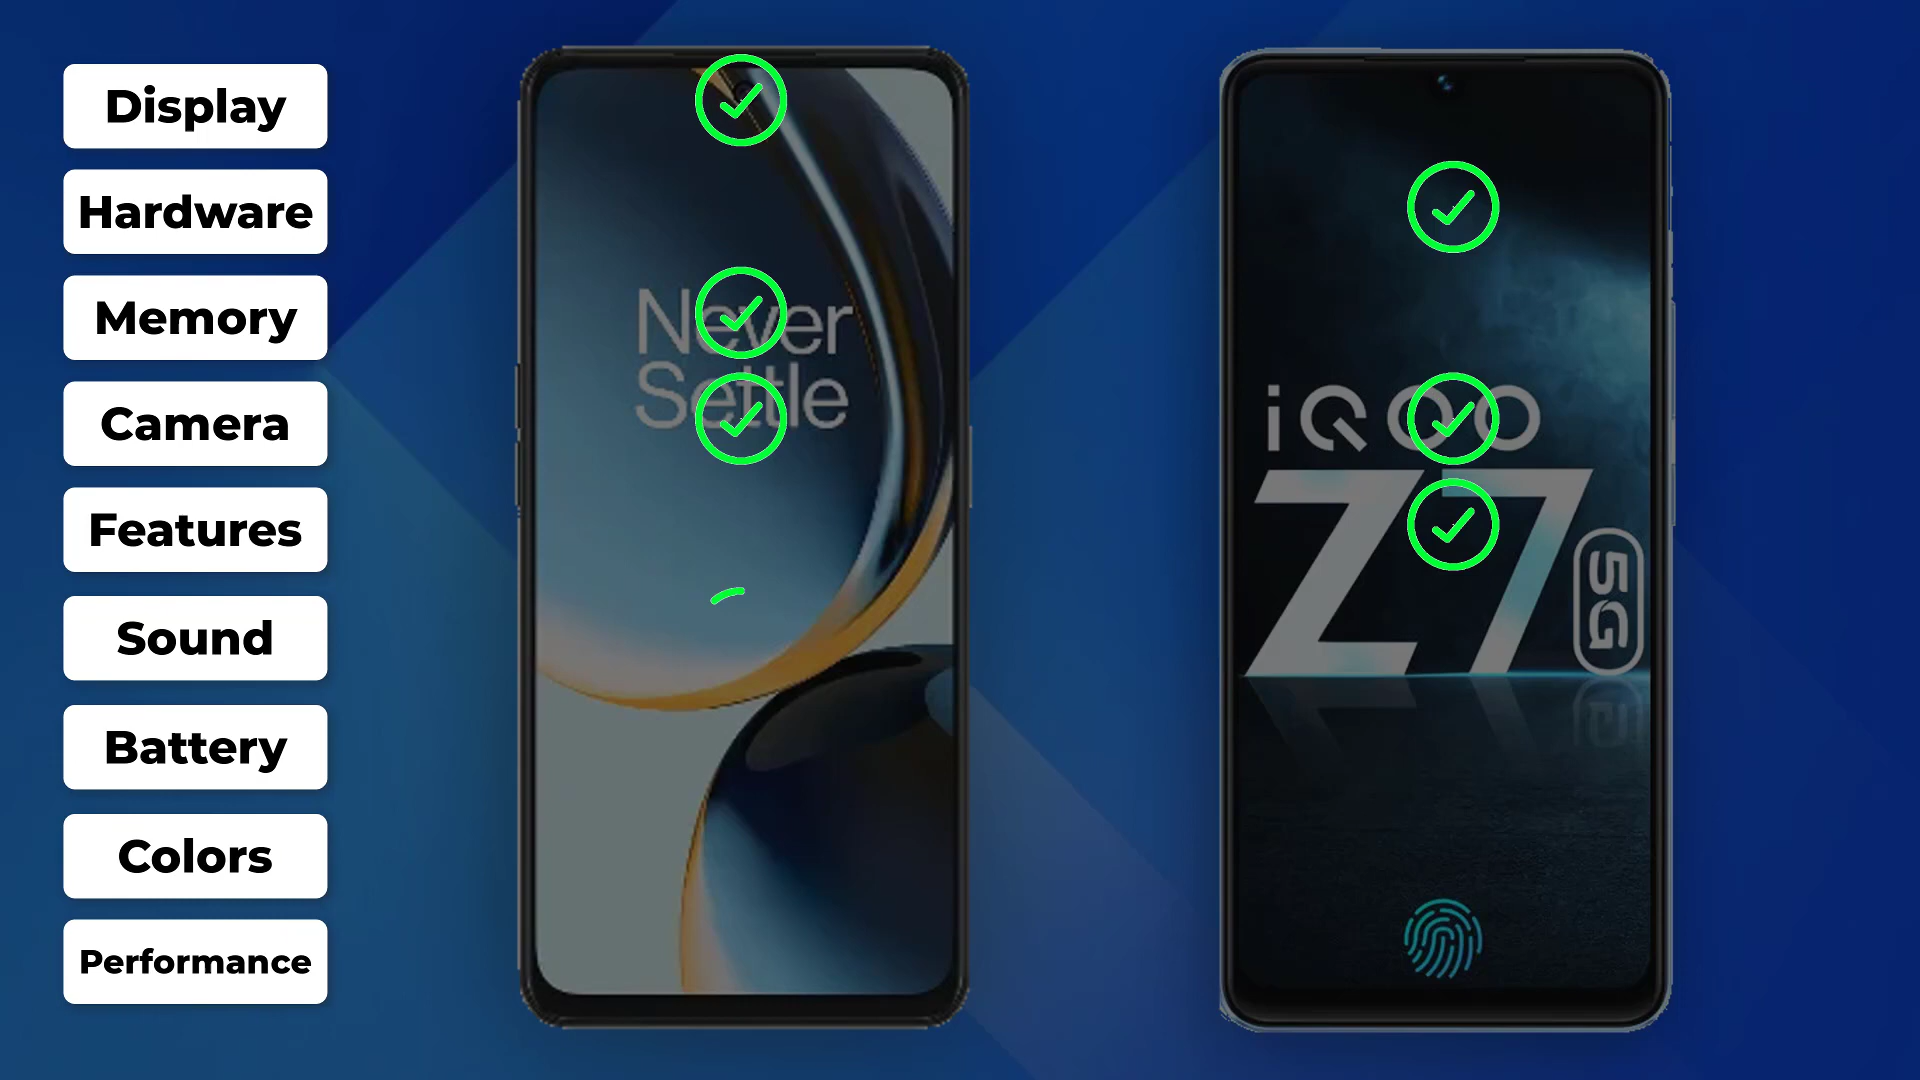 Display
Hardware
Memory
Camera
Features
Sound
Battery
Colors
Performance
Never
Settle
iQOO
Z7
5G